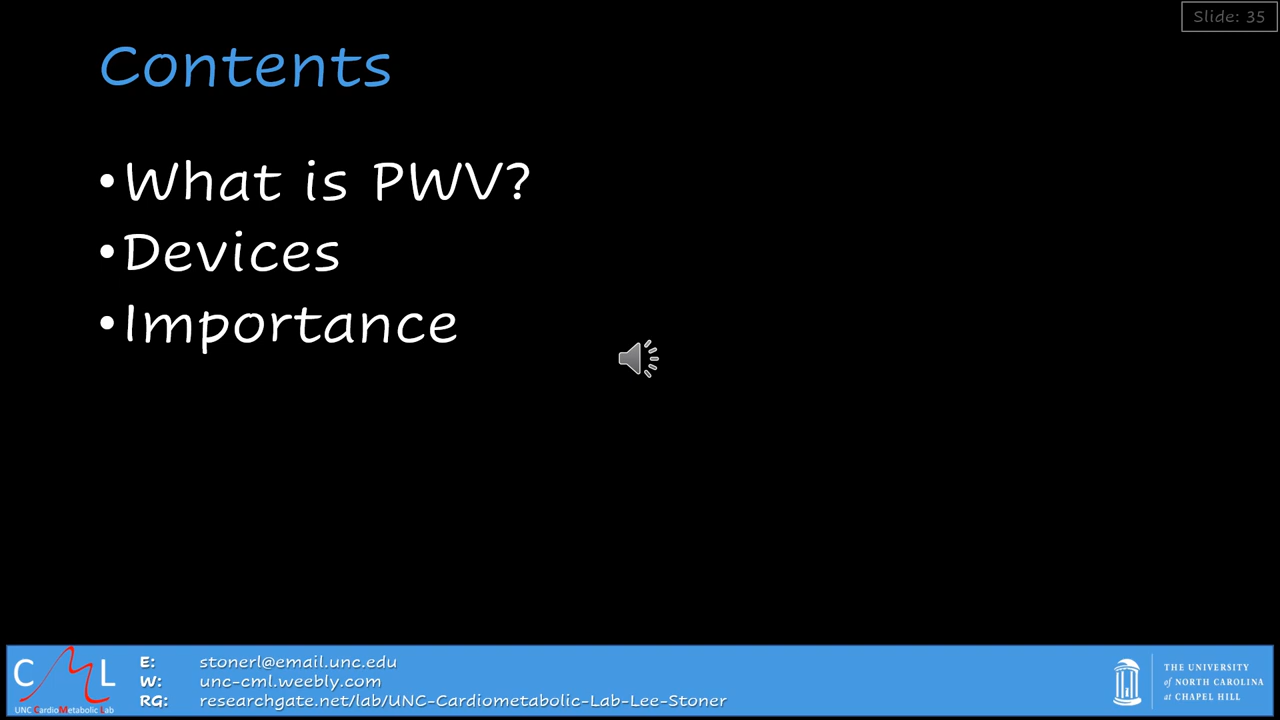 Slide: 35
Contents
•What is PWV?
•Devices
•Importance
CML
UNC CardioMetabolic Lab
E: stonerl@email.unc.edu
W: unc-cml.weebly.com
RG: researchgate.net/lab/UNC-Cardiometabolic-Lab-Lee-Stoner
THE UNIVERSITY
of NORTH CAROLINA
at CHAPEL HILL